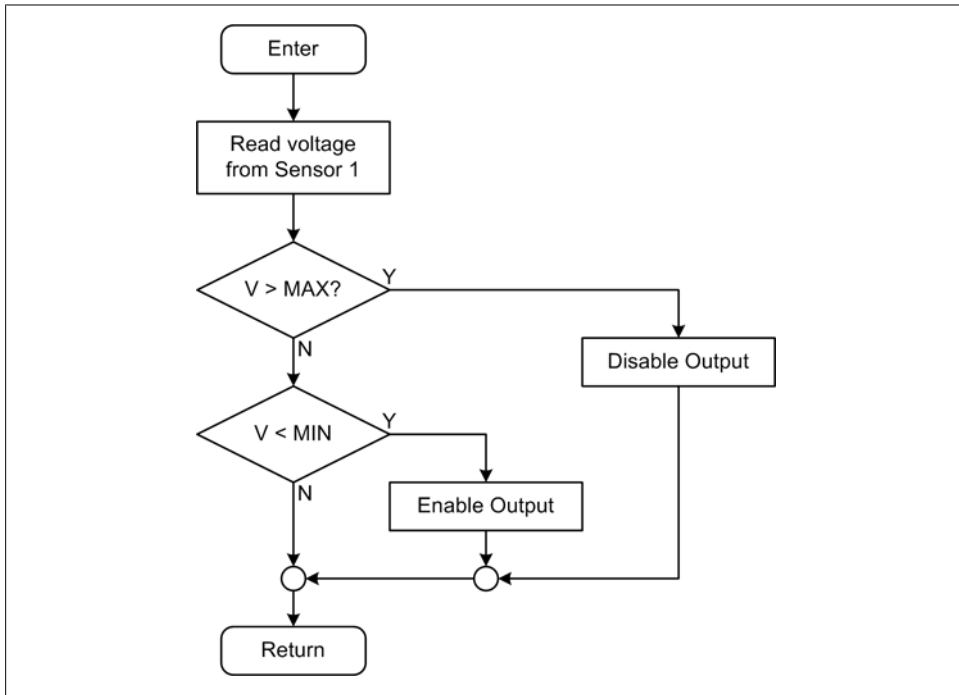 Enter
Read voltage
from Sensor 1
V > MAX?
Y
N
Disable Output
V < MIN
Y
N
Enable Output
Return